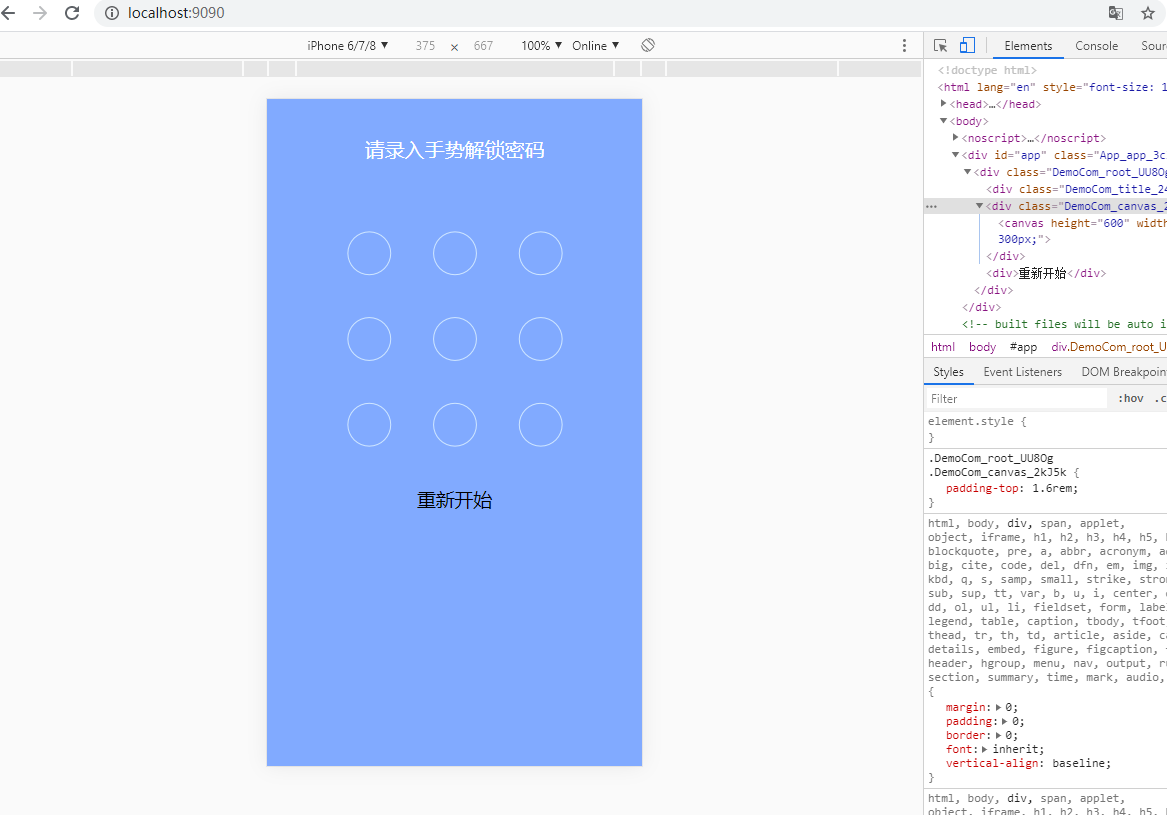 localhost:9090
iPhone 6/7/8 ▼ 375 × 667 100% ▼ Online ▼
Elements Console Sour
<!doctype html>
<html lang="en" style="font-size: 1
<head>…</head>
<body>
<noscript>…</noscript>
<div id="app" class="App_app_3c
<div class="DemoCom_root_UU8Og
<div class="DemoCom_title_24
<div class="DemoCom_canvas_2
<canvas height="600" width
300px;">
</div>
<div>重新开始</div>
</div>
</div>
<!-- built files will be auto i
html body #app div.DemoCom_root_U
Styles Event Listeners DOM Breakpoin
Filter :hov .c
element.style {
}
.DemoCom_root_UU8Og
.DemoCom_canvas_2kJ5k {
padding-top: 1.6rem;
}
html, body, div, span, applet,
object, iframe, h1, h2, h3, h4, h5,
blockquote, pre, a, abbr, acronym, a
big, cite, code, del, dfn, em, img,
kbd, q, s, samp, small, strike, stro
sub, sup, tt, var, b, u, i, center,
dd, ol, ul, li, fieldset, form, labe
legend, table, caption, tbody, tfoot
thead, tr, th, td, article, aside, c
details, embed, figure, figcaption,
header, hgroup, menu, nav, output, r
section, summary, time, mark, audio,
{
margin: 0;
padding: 0;
border: 0;
font: inherit;
vertical-align: baseline;
}
html, body, div, span, applet,
object, iframe, h1, h2, h3, h4, h5,
请录入手势解锁密码
重新开始